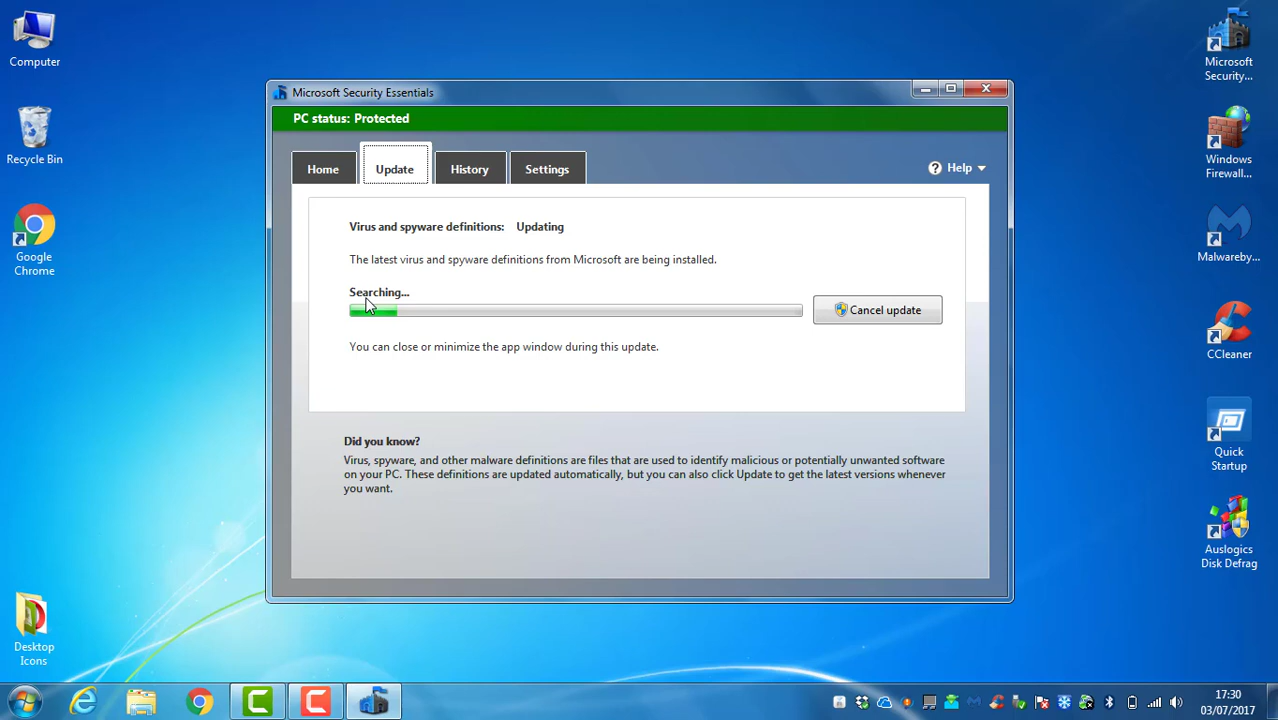 Computer
Recycle Bin
Google
Chrome
Desktop
Icons
Microsoft Security Essentials
PC status: Protected
Home
Update
History
Settings
? Help
Virus and spyware definitions: Updating
The latest virus and spyware definitions from Microsoft are being installed.
Searching...
Cancel update
You can close or minimize the app window during this update.
Did you know?
Virus, spyware, and other malware definitions are files that are used to identify malicious or potentially unwanted software
on your PC. These definitions are updated automatically, but you can also click Update to get the latest versions whenever
you want.
Microsoft
Security...
Windows
Firewall...
Malwareby...
CCleaner
Quick
Startup
Auslogics
Disk Defrag
17:30
03/07/2017